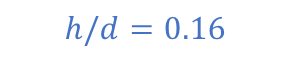 h/d = 0.16